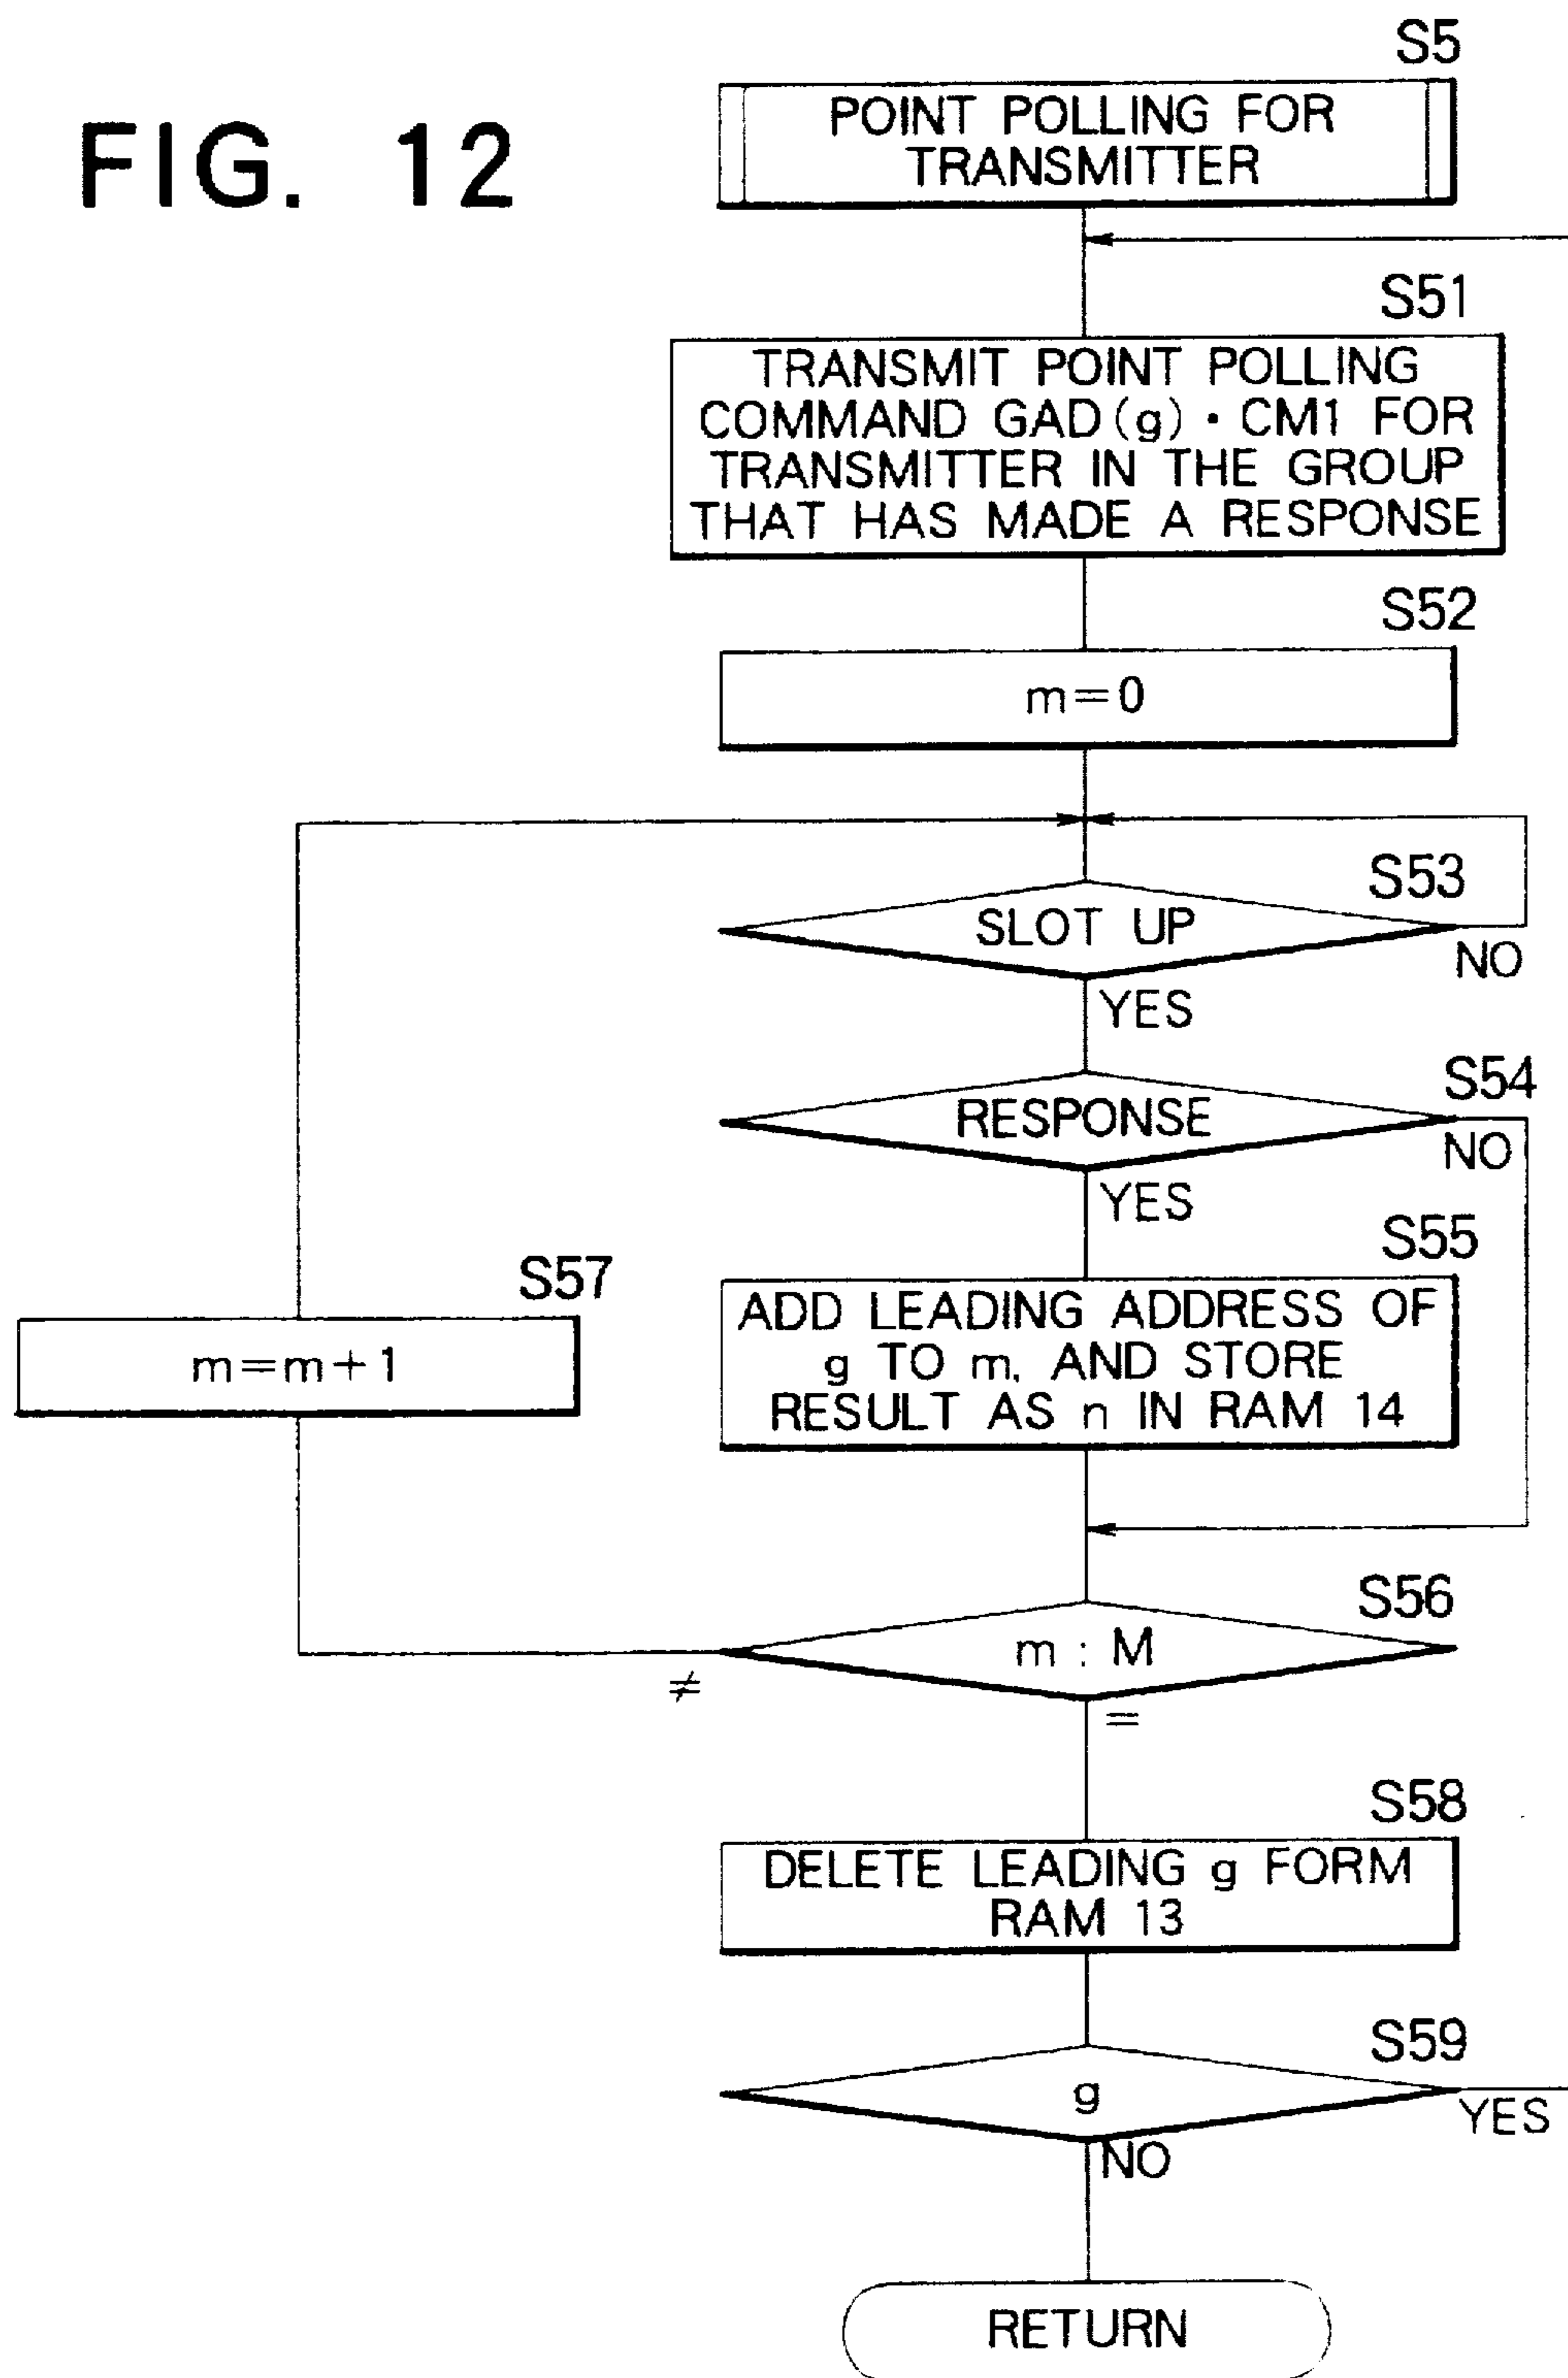 FIG. 12
S5
POINT POLLING FOR
TRANSMITTER
S51
TRANSMIT POINT POLLING
COMMAND GAD(g)・CM1 FOR
TRANSMITTER IN THE GROUP
THAT HAS MADE A RESPONSE
S52
m=0
S53
SLOT UP
NO
YES
S54
RESPONSE
NO
YES
S55
ADD LEADING ADDRESS OF
g TO m, AND STORE
RESULT AS n IN RAM 14
S57
m=m+1
S56
m : M
≠
=
S58
DELETE LEADING g FORM
RAM 13
S59
g
YES
NO
RETURN